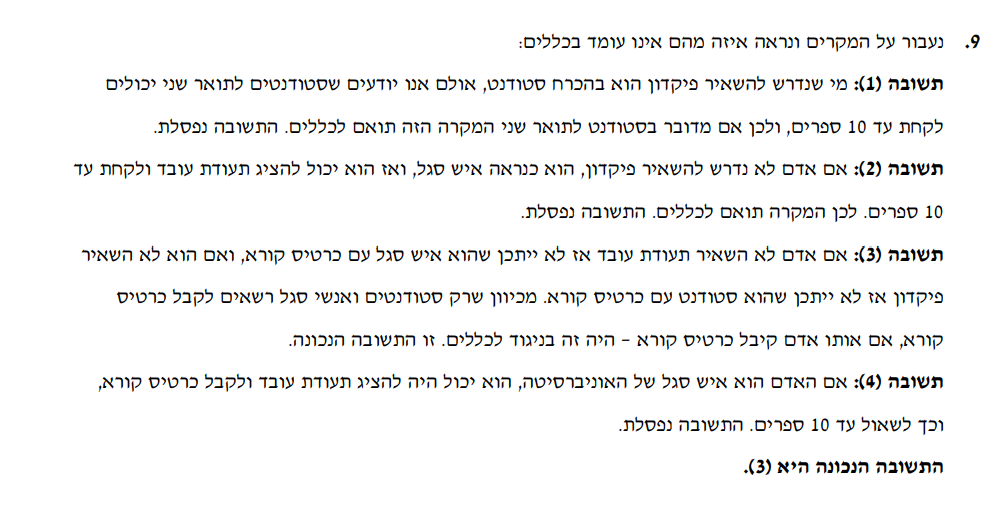 9. נעבור על המקרים ונראה איזה מהם אינו עומד בכללים:
תשובה (1): מי שנדרש להשאיר פיקדון הוא בהכרח סטודנט, אולם אנו יודעים שסטודנטים לתואר שני יכולים
לקחת עד 10 ספרים, ולכן אם מדובר בסטודנט לתואר שני המקרה הזה תואם לכללים. התשובה נפסלת.
תשובה (2): אם אדם לא נדרש להשאיר פיקדון, הוא כנראה איש סגל, ואז הוא יכול להציג תעודת עובד ולקחת עד
10 ספרים. לכן המקרה תואם לכללים. התשובה נפסלת.
תשובה (3): אם אדם לא השאיר תעודת עובד אז לא ייתכן שהוא איש סגל עם כרטיס קורא, ואם הוא לא השאיר
פיקדון אז לא ייתכן שהוא סטודנט עם כרטיס קורא. מכיוון שרק סטודנטים ואנשי סגל רשאים לקבל כרטיס
קורא, אם אותו אדם קיבל כרטיס קורא – היה זה בניגוד לכללים. זו התשובה הנכונה.
תשובה (4): אם האדם הוא איש סגל של האוניברסיטה, הוא יכול היה להציג תעודת עובד ולקבל כרטיס קורא,
וכך לשאול עד 10 ספרים. התשובה נפסלת.
התשובה הנכונה היא (3).